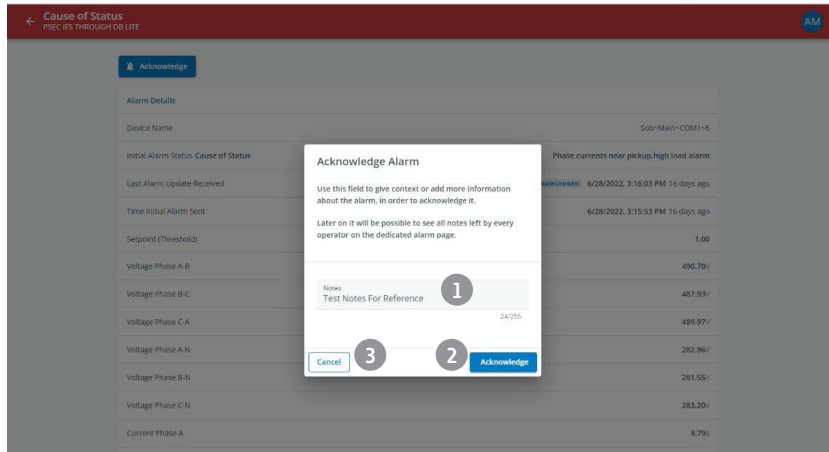 Cause of Status
PSEC IFS THROUGH DB LITE
AM
Acknowledge
Alarm Details
Device Name
Sub~Main~COM1~6
Initial Alarm Status Cause of Status
Phase currents near pickup,high load alarm
Last Alarm Update Received
6/28/2022, 3:16:03 PM 16 days ago
Time Initial Alarm Sent
6/28/2022, 3:15:53 PM 16 days ago
Setpoint (Threshold)
1.00
Voltage Phase A-B
490.70V
Voltage Phase B-C
487.93V
Voltage Phase C-A
489.97V
Voltage Phase A-N
282.96V
Voltage Phase B-N
281.55V
Voltage Phase C-N
283.20V
Current Phase A
8.79a
Acknowledge Alarm
Use this field to give context or add more information
about the alarm, in order to acknowledge it.
Later on it will be possible to see all notes left by every
operator on the dedicated alarm page.
Notes
Test Notes For Reference
1
24/255
Cancel
3
2
Acknowledge